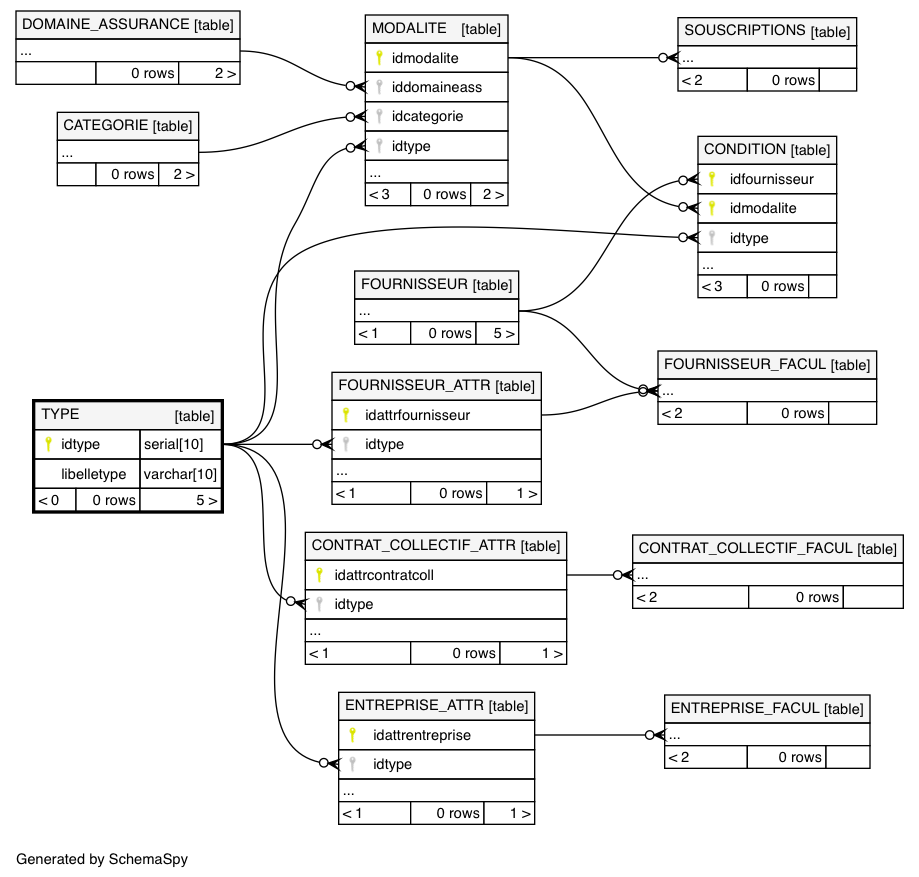 DOMAINE_ASSURANCE [table]
...
0 rows 2 >
CATEGORIE [table]
...
0 rows 2 >
MODALITE [table]
idmodalite
iddomaineass
idcategorie
idtype
...
< 3 0 rows 2 >
SOUSCRIPTIONS [table]
...
< 2 0 rows
CONDITION [table]
idfournisseur
idmodalite
idtype
...
< 3 0 rows
FOURNISSEUR [table]
...
< 1 0 rows 5 >
FOURNISSEUR_FACUL [table]
...
< 2 0 rows
FOURNISSEUR_ATTR [table]
idattrfournisseur
idtype
...
< 1 0 rows 1 >
TYPE [table]
idtype serial[10]
libelletype varchar[10]
< 0 0 rows 5 >
CONTRAT_COLLECTIF_ATTR [table]
idattrcontratcoll
idtype
...
< 1 0 rows 1 >
CONTRAT_COLLECTIF_FACUL [table]
...
< 2 0 rows
ENTREPRISE_ATTR [table]
idattrentreprise
idtype
...
< 1 0 rows 1 >
ENTREPRISE_FACUL [table]
...
< 2 0 rows
Generated by SchemaSpy